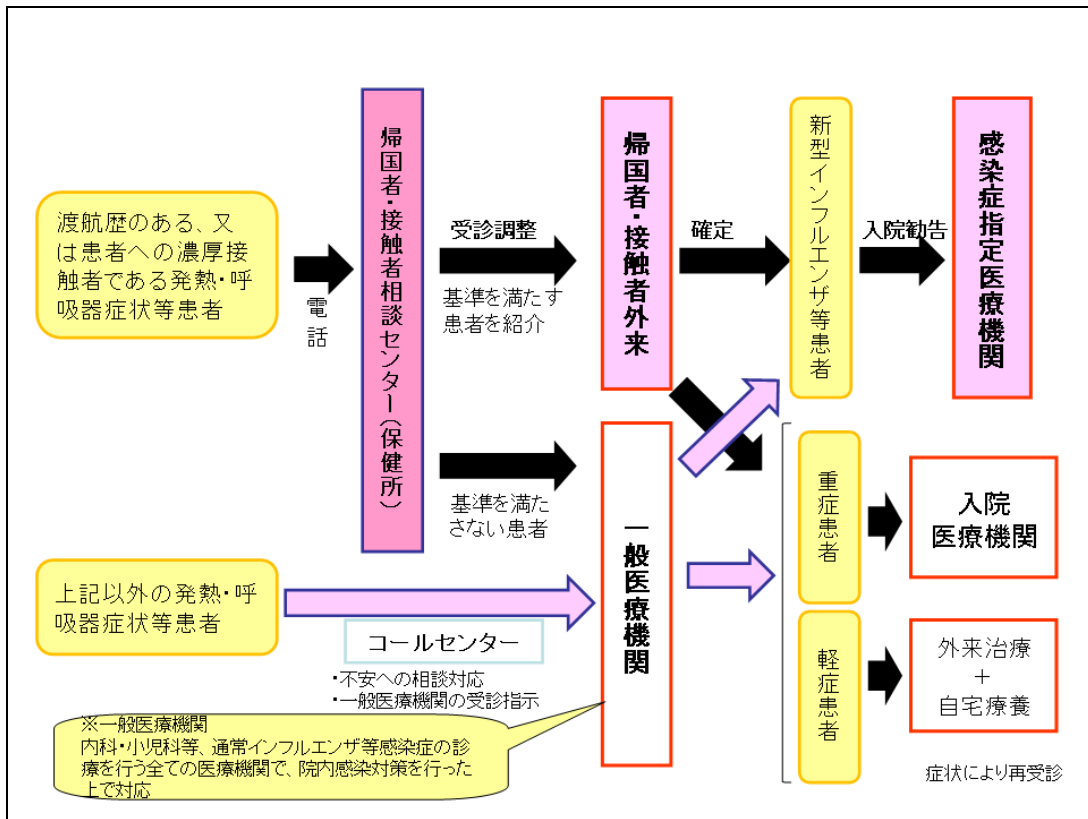 渡航歴のある、又
は患者への濃厚接
触者である発熱・呼
吸器症状等患者
電話
帰国者・接触者相談センター（保健所）
受診調整
基準を満たす
患者を紹介
帰国者・接触者外来
確定
新型インフルエンザ等患者
入院勧告
感染症指定医療機関
基準を満た
さない患者
上記以外の発熱・呼
吸器症状等患者
コールセンター
・不安への相談対応
・一般医療機関の受診指示
一般医療機関
重症患者
入院
医療機関
軽症患者
外来治療
＋
自宅療養
症状により再受診
※一般医療機関
内科・小児科等、通常インフルエンザ等感染症の診
療を行う全ての医療機関で、院内感染対策を行った
上で対応